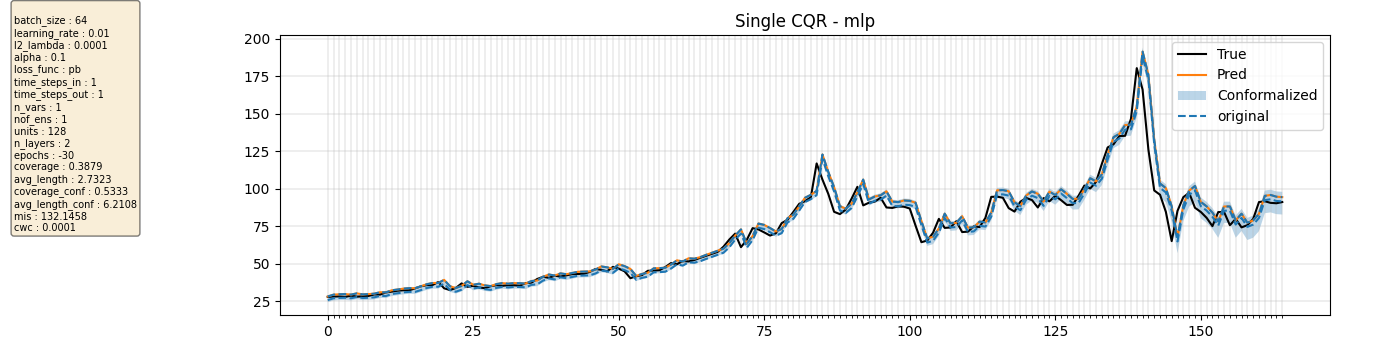 batch_size : 64
learning_rate : 0.01
l2_lambda : 0.0001
alpha : 0.1
loss_func : pb
time_steps_in : 1
time_steps_out : 1
n_vars : 1
nof_ens : 1
units : 128
n_layers : 2
epochs : -30
coverage : 0.3879
avg_length : 2.7323
coverage_conf : 0.5333
avg_length_conf : 6.2108
mis : 132.1458
cwc : 0.0001
Single CQR - mlp
200
175
150
125
100
75
50
25
True
Pred
Conformalized
original
0 25 50 75 100 125 150